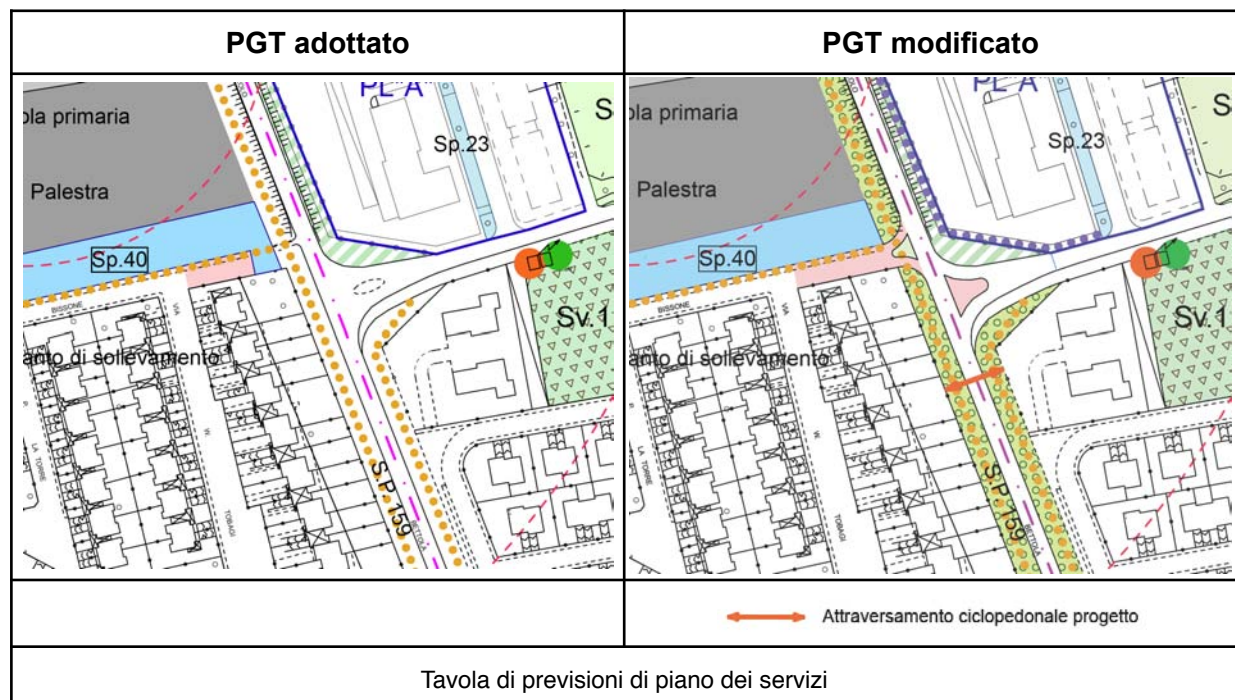 PGT adottato
PGT modificato
ola primaria
Palestra
Sp.40
BISSONE
VIA
anto di sollevamento
LA TORRE
W.
TOBAGI
PL "A"
Sp.23
S
Sv.1
S.P.159
BETTOLA
ola primaria
Palestra
Sp.40
BISSONE
VIA
anto di sollevamento
LA TORRE
W.
TOBAGI
PL "A"
Sp.23
S
Sv.1
S.P.159
BETTOLA
Attraversamento ciclopedonale progetto
Tavola di previsioni di piano dei servizi